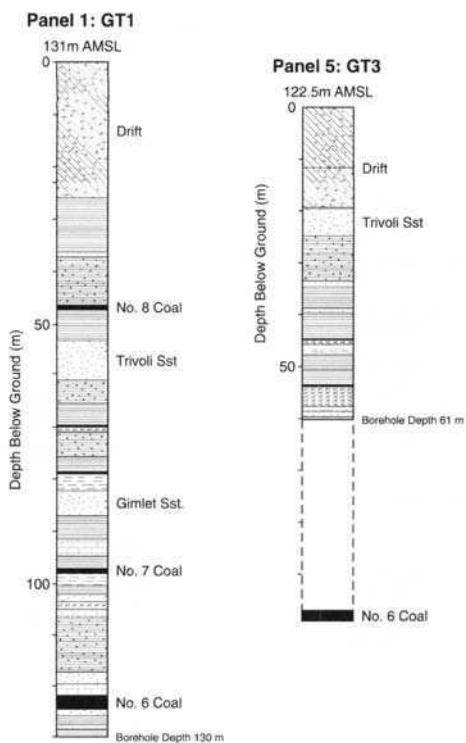 Panel 1: GT1
131m AMSL
0
Drift
No. 8 Coal
50
Trivoli Sst
Gimlet Sst.
No. 7 Coal
100
No. 6 Coal
Borehole Depth 130 m
Depth Below Ground (m)
Panel 5: GT3
122.5m AMSL
0
Drift
Trivoli Sst
50
Borehole Depth 61 m
No. 6 Coal
Depth Below Ground (m)